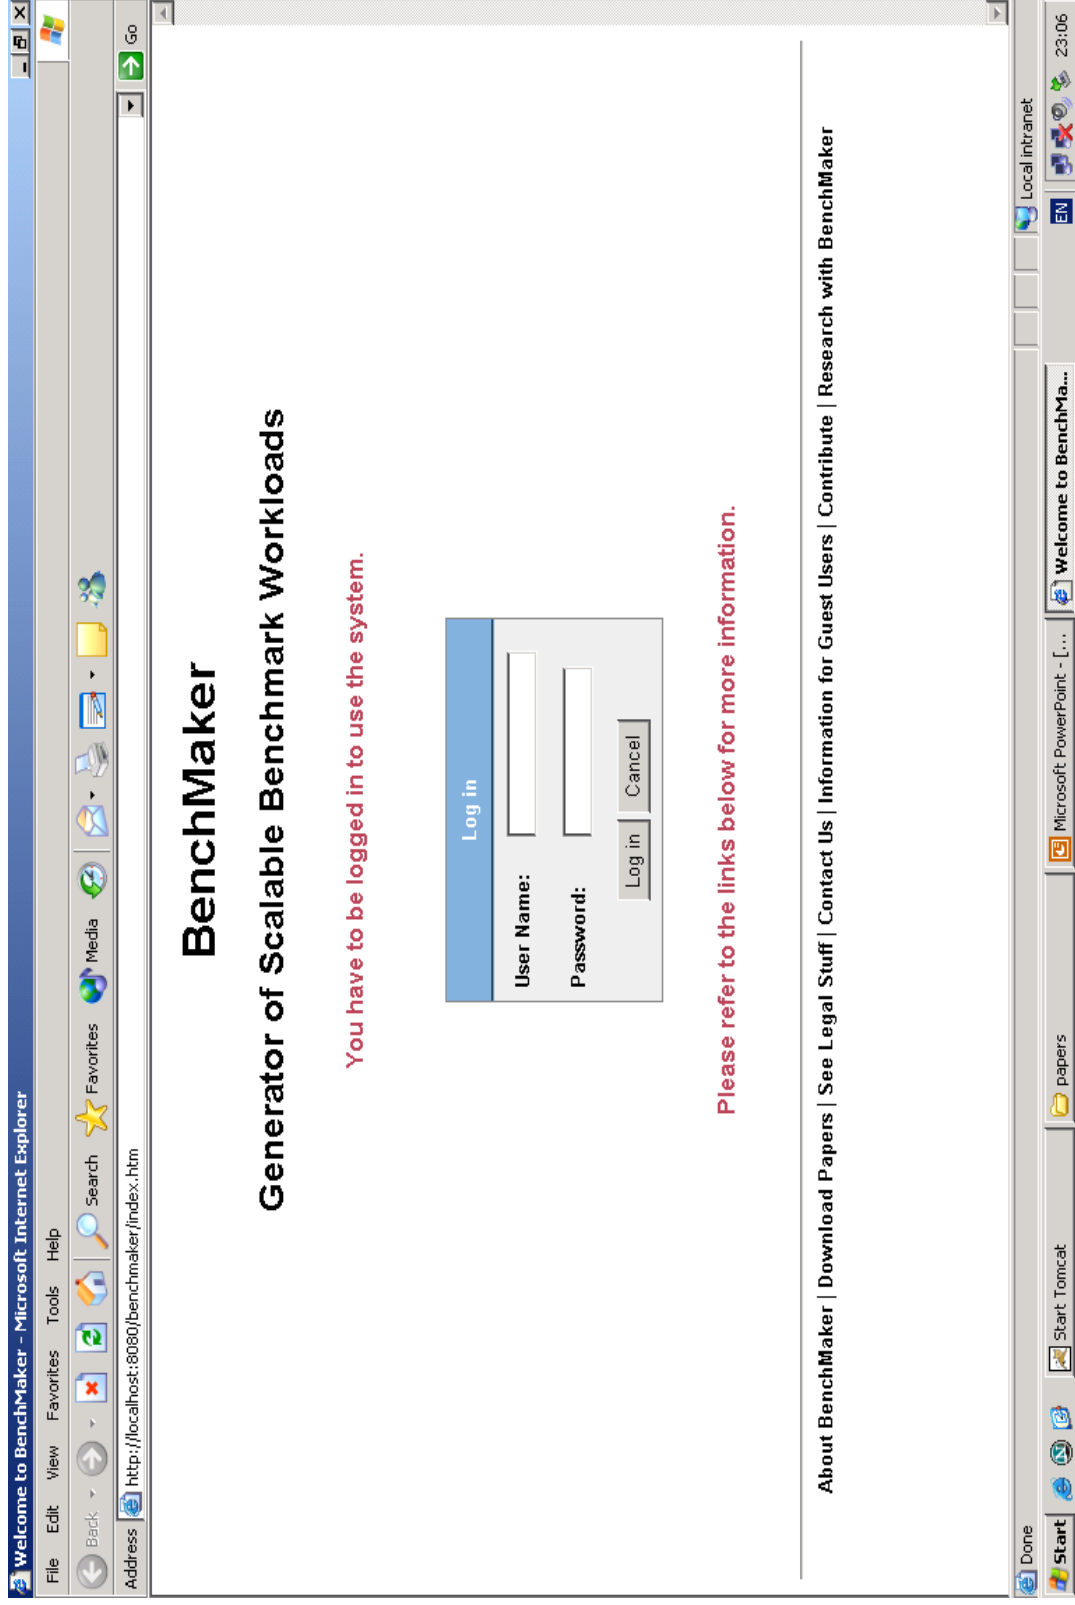 Welcome to BenchMaker - Microsoft Internet Explorer
File Edit View Favorites Tools Help
Back Search Favorites Media
Address http://localhost:8080/benchmaker/index.htm Go
BenchMaker
Generator of Scalable Benchmark Workloads
You have to be logged in to use the system.
Log in
User Name:
Password:
Log in Cancel
Please refer to the links below for more information.
About BenchMaker | Download Papers | See Legal Stuff | Contact Us | Information for Guest Users | Contribute | Research with BenchMaker
Done Local intranet
Start Start Tomcat papers Microsoft PowerPoint - [... Welcome to BenchMa... EN 23:06